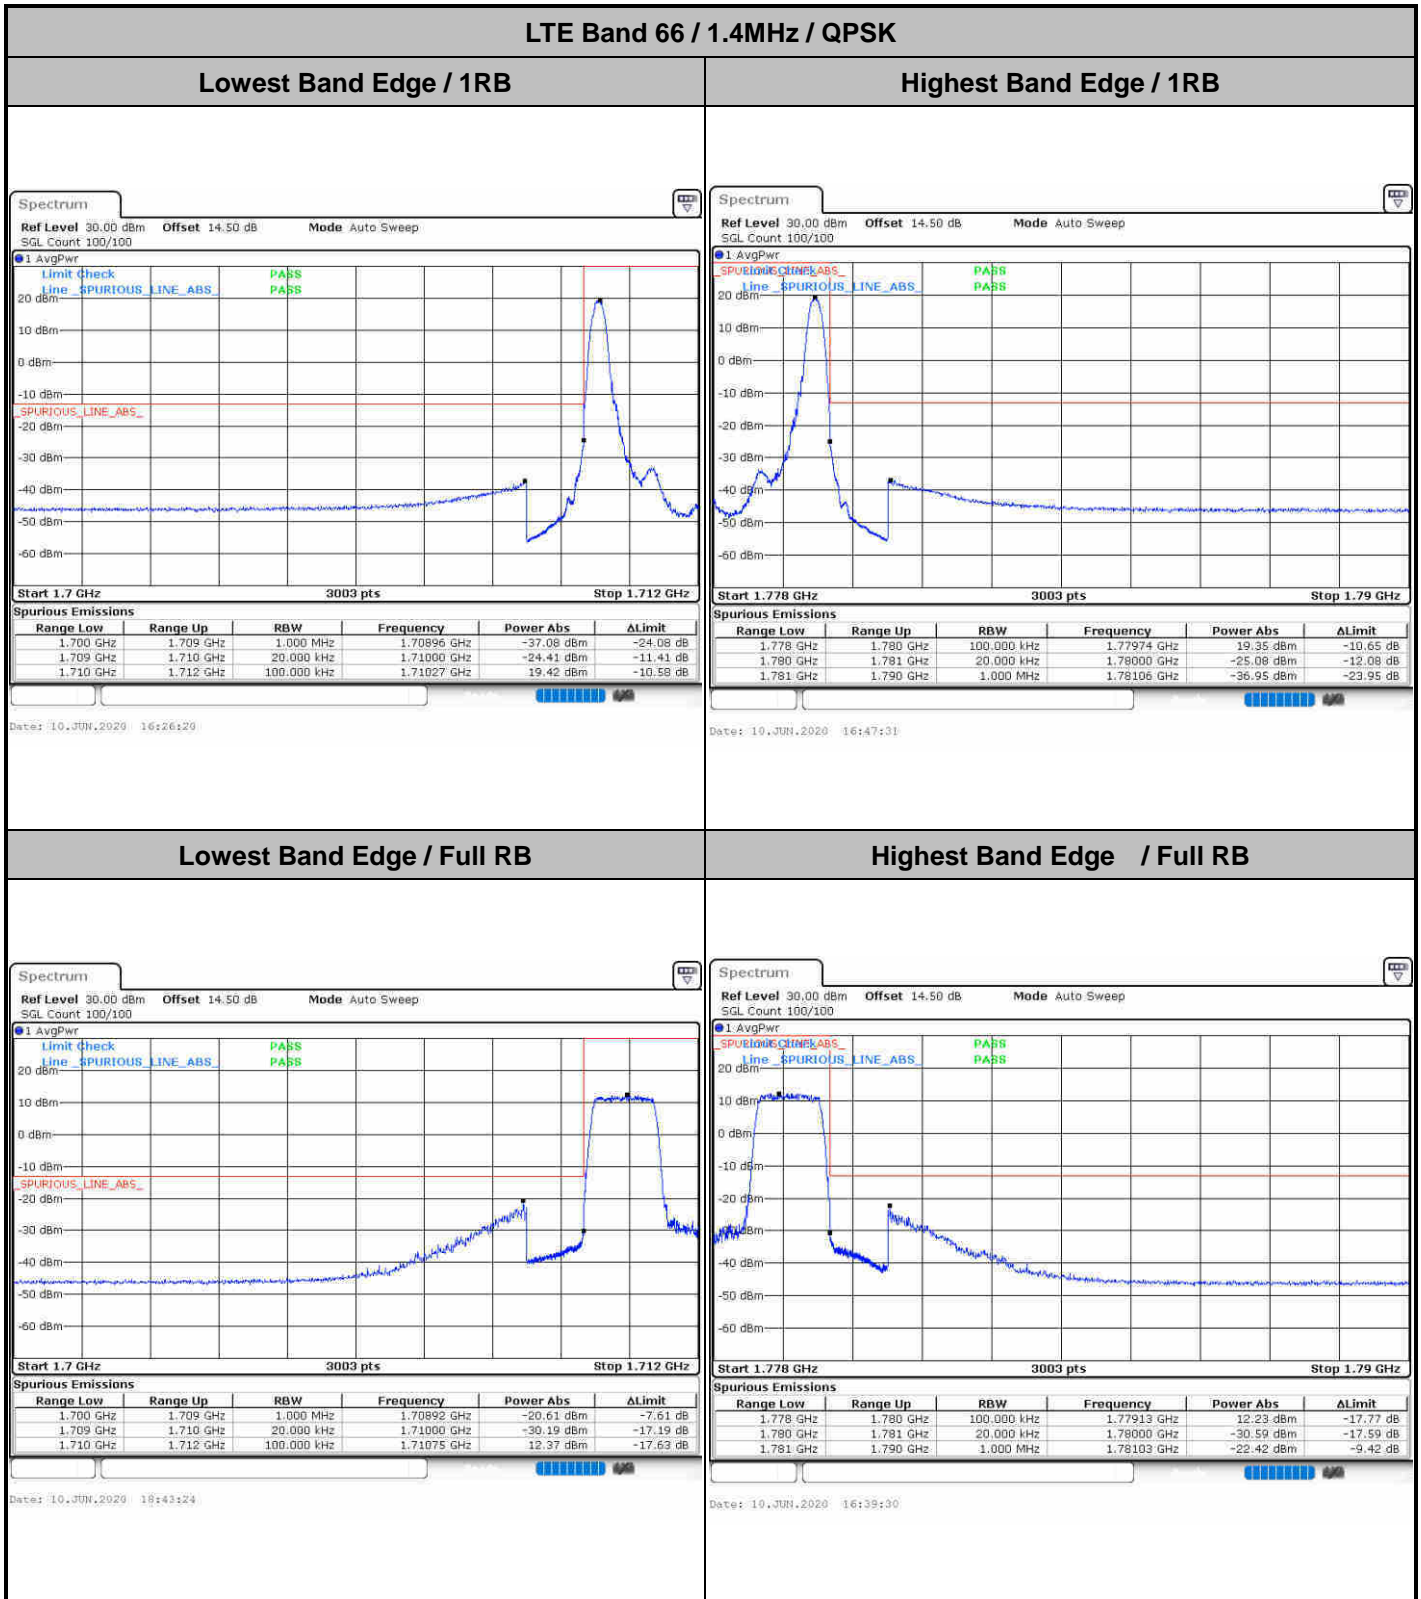 LTE Band 66 / 1.4MHz / QPSK
Lowest Band Edge / 1RB
Highest Band Edge / 1RB
Spectrum
Ref Level 30.00 dBm Offset 14.50 dB Mode Auto Sweep
SGL Count 100/100
1 AvgPwr
Limit Check PASS
Line _SPURIOUS_LINE_ABS_ PASS
20 dBm
10 dBm
0 dBm
-10 dBm
_SPURIOUS_LINE_ABS_
-20 dBm
-30 dBm
-40 dBm
-50 dBm
-60 dBm
Start 1.7 GHz 3003 pts Stop 1.712 GHz
Spurious Emissions
Range Low Range Up RBW Frequency Power Abs ΔLimit
1.700 GHz 1.709 GHz 1.000 MHz 1.70896 GHz -37.08 dBm -24.08 dB
1.709 GHz 1.710 GHz 20.000 kHz 1.71000 GHz -24.41 dBm -11.41 dB
1.710 GHz 1.712 GHz 100.000 kHz 1.71027 GHz 19.42 dBm -10.58 dB
Date: 10.JUN.2020 16:26:20
Spectrum
Ref Level 30.00 dBm Offset 14.50 dB Mode Auto Sweep
SGL Count 100/100
1 AvgPwr
_SPURIOUS_LINE_ABS_
Limit Check PASS
Line _SPURIOUS_LINE_ABS_ PASS
20 dBm
10 dBm
0 dBm
-10 dBm
-20 dBm
-30 dBm
-40 dBm
-50 dBm
-60 dBm
Start 1.778 GHz 3003 pts Stop 1.79 GHz
Spurious Emissions
Range Low Range Up RBW Frequency Power Abs ΔLimit
1.778 GHz 1.780 GHz 100.000 kHz 1.77974 GHz 19.35 dBm -10.65 dB
1.780 GHz 1.781 GHz 20.000 kHz 1.78000 GHz -25.08 dBm -12.08 dB
1.781 GHz 1.790 GHz 1.000 MHz 1.78106 GHz -36.95 dBm -23.95 dB
Date: 10.JUN.2020 16:47:31
Lowest Band Edge / Full RB
Highest Band Edge / Full RB
Spectrum
Ref Level 30.00 dBm Offset 14.50 dB Mode Auto Sweep
SGL Count 100/100
1 AvgPwr
Limit Check PASS
Line _SPURIOUS_LINE_ABS_ PASS
20 dBm
10 dBm
0 dBm
-10 dBm
_SPURIOUS_LINE_ABS_
-20 dBm
-30 dBm
-40 dBm
-50 dBm
-60 dBm
Start 1.7 GHz 3003 pts Stop 1.712 GHz
Spurious Emissions
Range Low Range Up RBW Frequency Power Abs ΔLimit
1.700 GHz 1.709 GHz 1.000 MHz 1.70892 GHz -20.61 dBm -7.61 dB
1.709 GHz 1.710 GHz 20.000 kHz 1.71000 GHz -30.19 dBm -17.19 dB
1.710 GHz 1.712 GHz 100.000 kHz 1.71075 GHz 12.37 dBm -17.63 dB
Date: 10.JUN.2020 18:43:24
Spectrum
Ref Level 30.00 dBm Offset 14.50 dB Mode Auto Sweep
SGL Count 100/100
1 AvgPwr
_SPURIOUS_LINE_ABS_
Limit Check PASS
Line _SPURIOUS_LINE_ABS_ PASS
20 dBm
10 dBm
0 dBm
-10 dBm
-20 dBm
-30 dBm
-40 dBm
-50 dBm
-60 dBm
Start 1.778 GHz 3003 pts Stop 1.79 GHz
Spurious Emissions
Range Low Range Up RBW Frequency Power Abs ΔLimit
1.778 GHz 1.780 GHz 100.000 kHz 1.77913 GHz 12.23 dBm -17.77 dB
1.780 GHz 1.781 GHz 20.000 kHz 1.78000 GHz -30.59 dBm -17.59 dB
1.781 GHz 1.790 GHz 1.000 MHz 1.78103 GHz -22.42 dBm -9.42 dB
Date: 10.JUN.2020 16:39:30